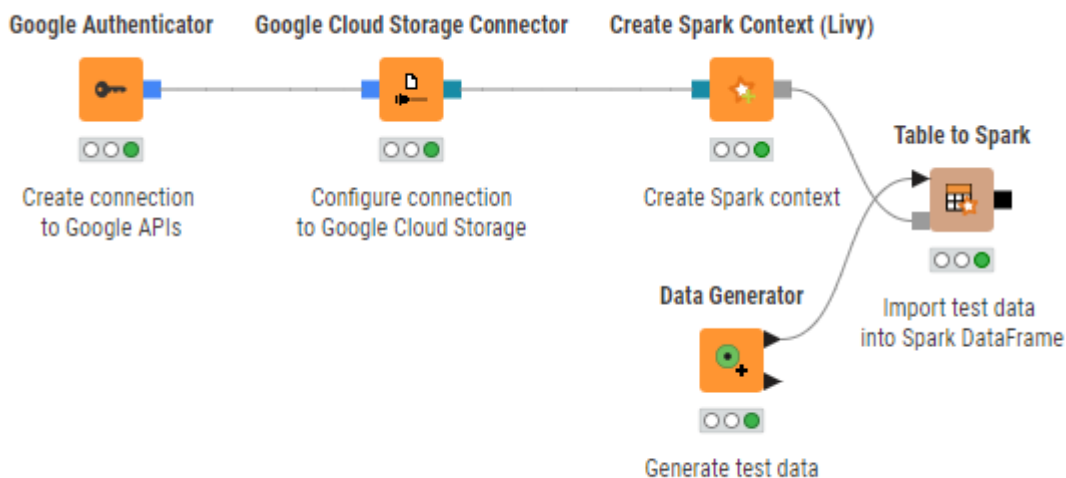 Google Authenticator
Google Cloud Storage Connector
Create Spark Context (Livy)
Table to Spark
Create connection
to Google APIs
Configure connection
to Google Cloud Storage
Create Spark context
Data Generator
Import test data
into Spark DataFrame
Generate test data